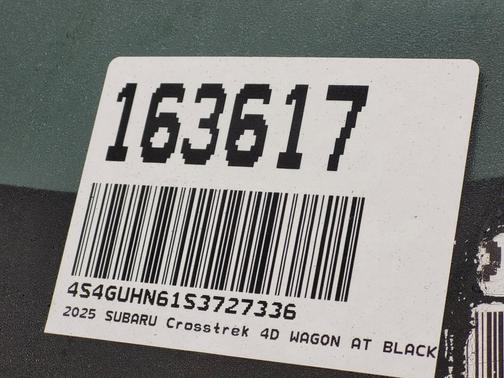 163617
4S4GUHN61S3727336
2025 SUBARU Crosstrek 4D WAGON AT BLACK